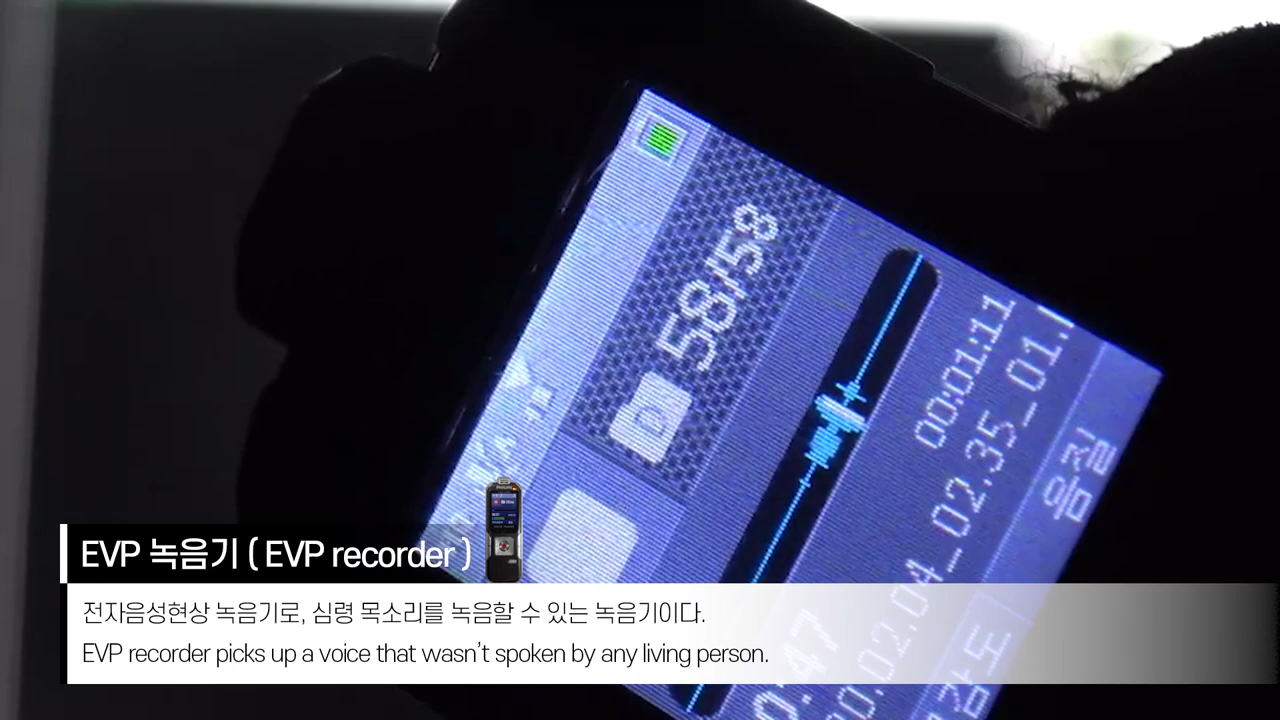 D
58/58
00:01:11
음질
감도
EVP 녹음기 ( EVP recorder )
전자음성현상 녹음기로, 심령 목소리를 녹음할 수 있는 녹음기이다.
EVP recorder picks up a voice that wasn't spoken by any living person.